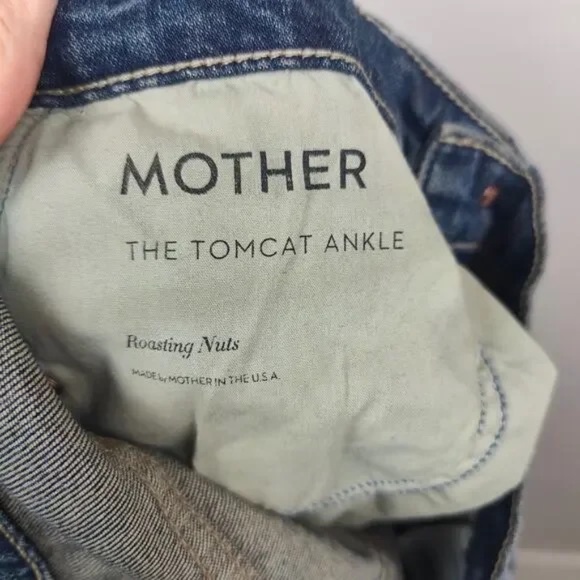 MOTHER
THE TOMCAT ANKLE
Roasting Nuts
MADE by MOTHER IN THE U.S.A.